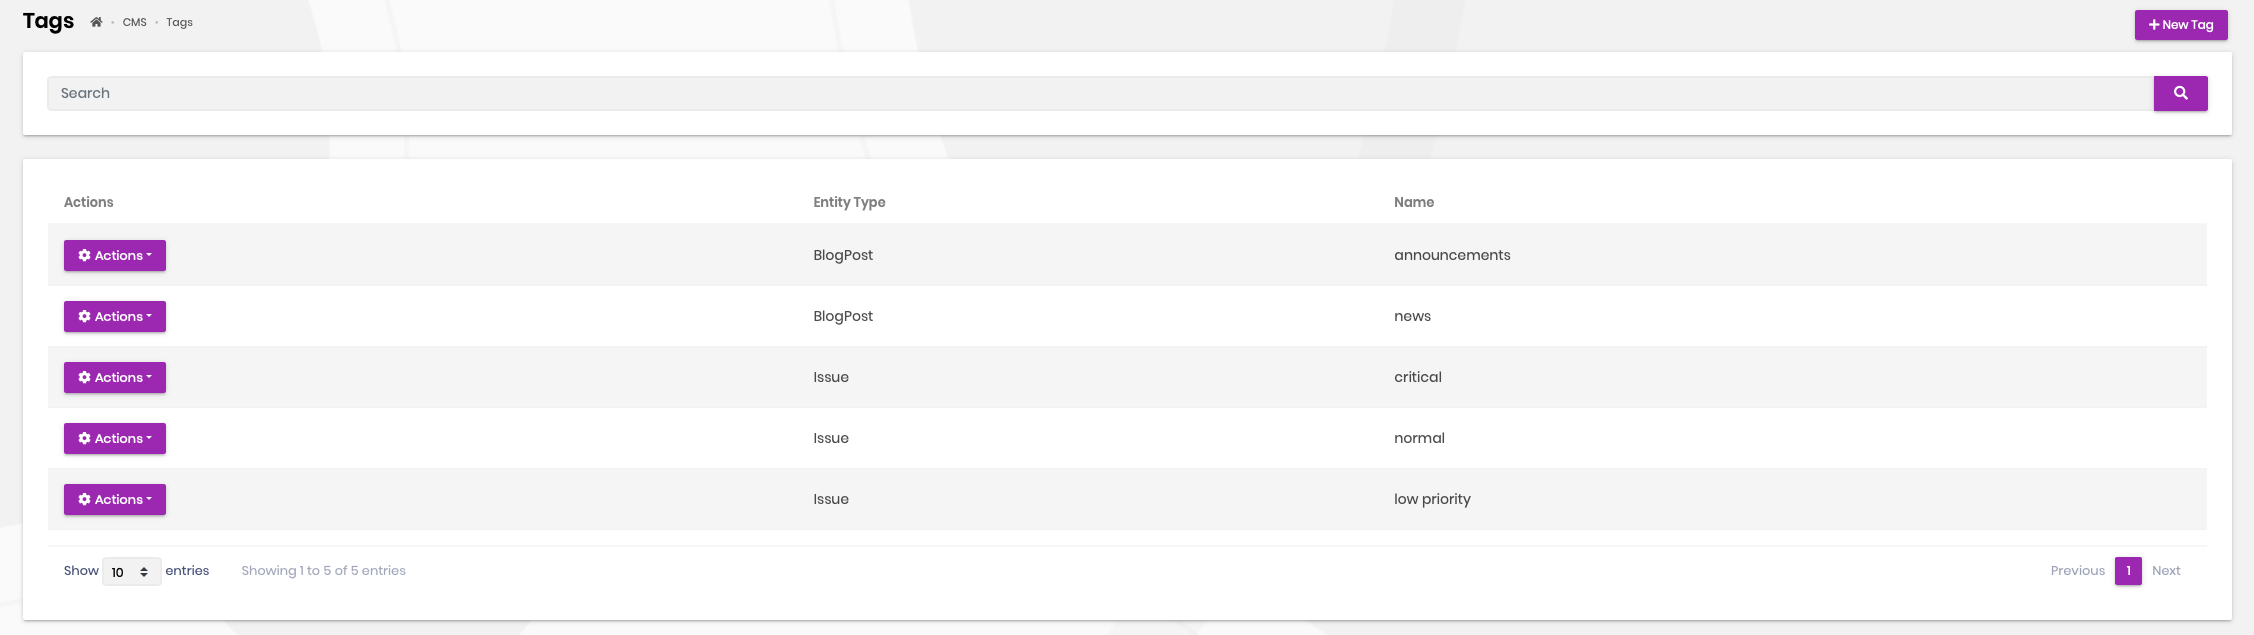 Tags CMS Tags
New Tag
Search
Actions Entity Type Name
Actions BlogPost announcements
Actions BlogPost news
Actions Issue critical
Actions Issue normal
Actions Issue low priority
Show 10 entries Showing 1 to 5 of 5 entries Previous 1 Next